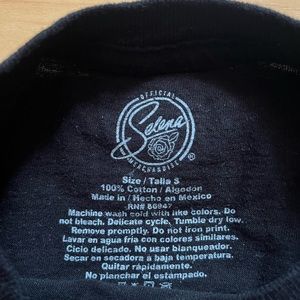 OFFICIAL
Selena
MERCHANDISE
®
Size / Talla S
100% Cotton / Algodon
Made in / Hecho en Mexico
RN#
Machine wash cold with like colors. Do
not bleach. Delicate cycle. Tumble dry low.
Remove promptly. Do not iron print.
Lavar en agua fría con colores similares.
Ciclo delicado. No usar blanqueador.
Secar en secadora a baja temperatura.
Quitar rápidamente.
No planchar el estampado.